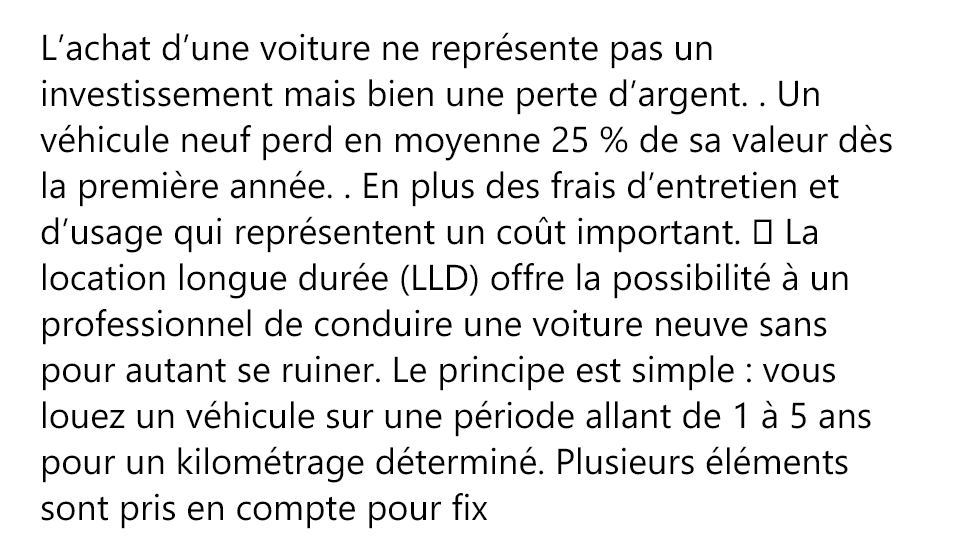 L’achat d’une voiture ne représente pas un
investissement mais bien une perte d’argent. . Un
véhicule neuf perd en moyenne 25 % de sa valeur dès
la première année. . En plus des frais d’entretien et
d’usage qui représentent un coût important. 􀀀 La
location longue durée (LLD) offre la possibilité à un
professionnel de conduire une voiture neuve sans
pour autant se ruiner. Le principe est simple : vous
louez un véhicule sur une période allant de 1 à 5 ans
pour un kilométrage déterminé. Plusieurs éléments
sont pris en compte pour fix